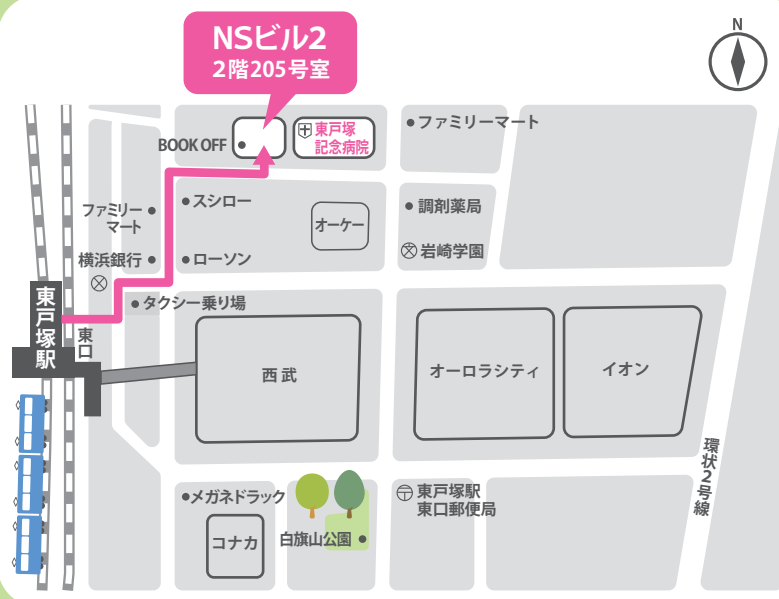 NSビル2
2階205号室
N
BOOK OFF
東戸塚
記念病院
ファミリーマート
ファミリー
マート
スシロー
オーケー
調剤薬局
横浜銀行
ローソン
岩崎学園
東戸塚駅
東口
タクシー乗り場
西武
オーロラシティ
イオン
環状2号線
メガネドラック
コナカ
白旗山公園
東戸塚駅
東口郵便局